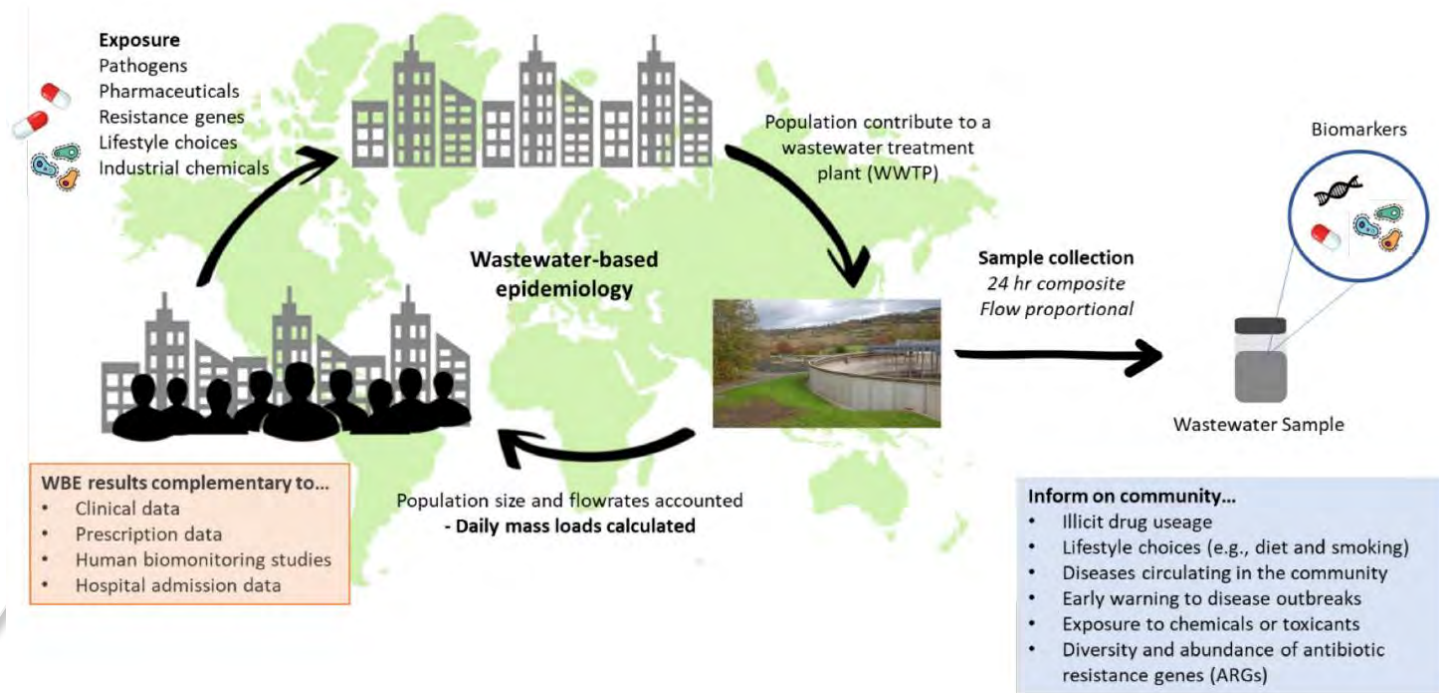 Exposure
Pathogens
Pharmaceuticals
Resistance genes
Lifestyle choices
Industrial chemicals
Population contribute to a
wastewater treatment
plant (WWTP)
Biomarkers
Wastewater-based
epidemiology
Sample collection
24 hr composite
Flow proportional
Wastewater Sample
WBE results complementary to...
• Clinical data
• Prescription data
• Human biomonitoring studies
• Hospital admission data
Population size and flowrates accounted
- Daily mass loads calculated
Inform on community...
• Illicit drug useage
• Lifestyle choices (e.g., diet and smoking)
• Diseases circulating in the community
• Early warning to disease outbreaks
• Exposure to chemicals or toxicants
• Diversity and abundance of antibiotic
resistance genes (ARGs)